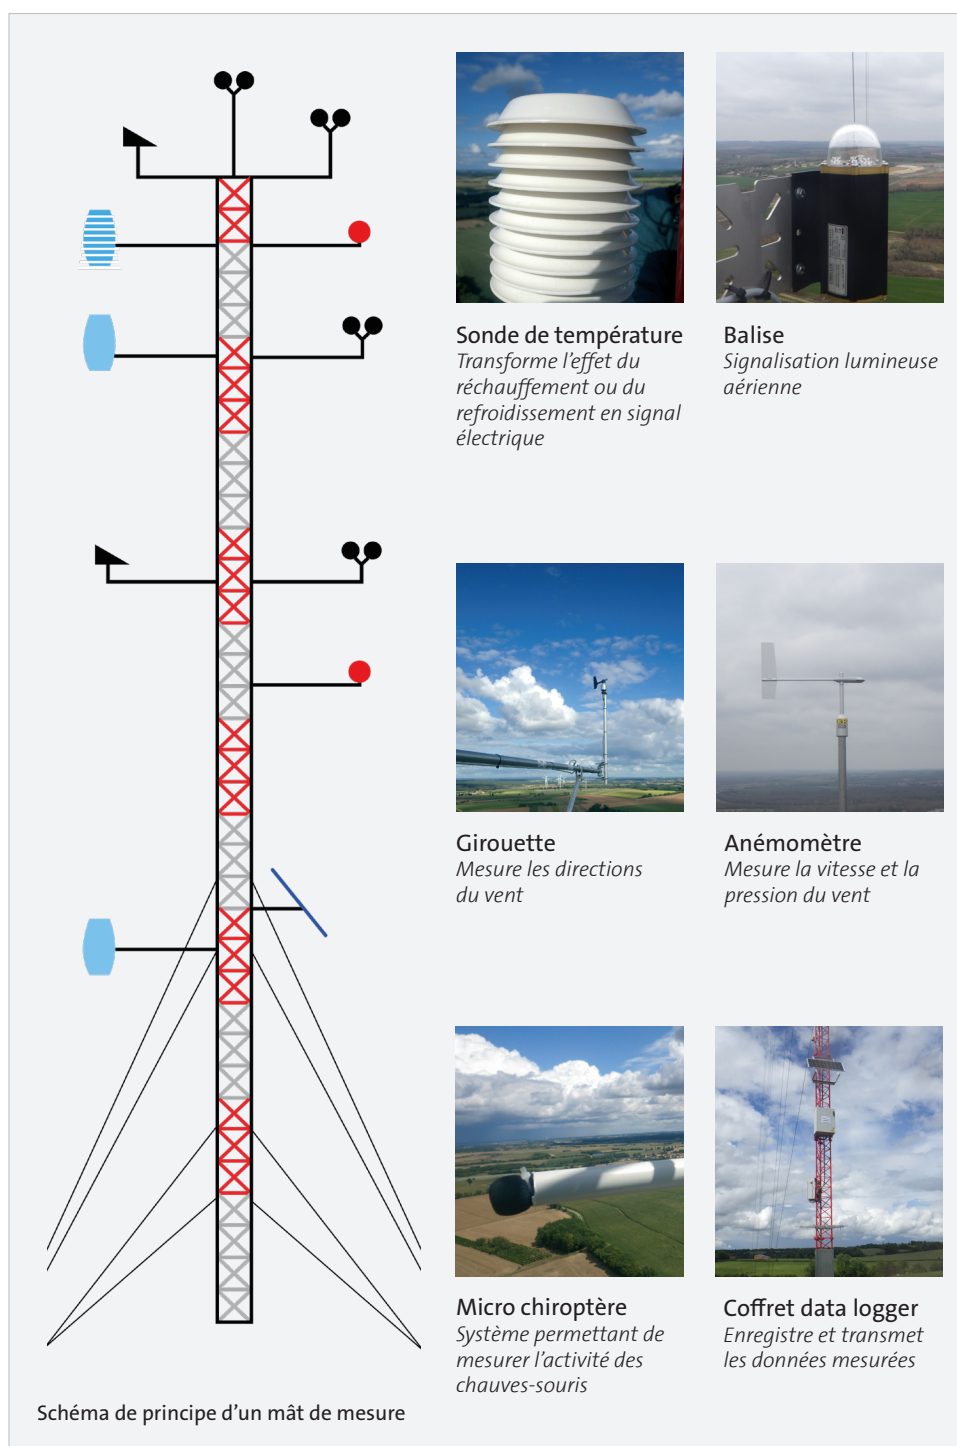 Sonde de température
Transforme l’effet du
réchauffement ou du
refroidissement en signal
électrique
Balise
Signalisation lumineuse
aérienne
Girouette
Mesure les directions
du vent
Anémomètre
Mesure la vitesse et la
pression du vent
Micro chiroptère
Système permettant de
mesurer l’activité des
chauves-souris
Coffret data logger
Enregistre et transmet
les données mesurées
Schéma de principe d’un mât de mesure